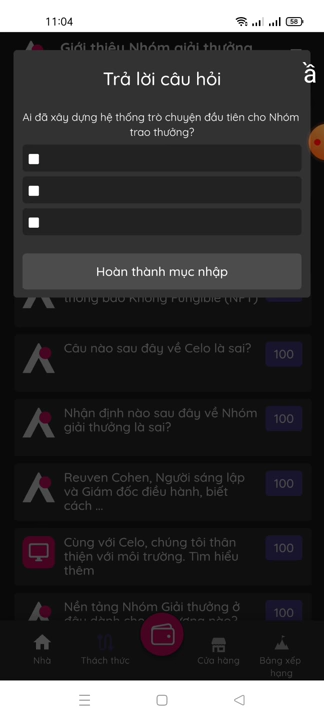 11:04
58
Giới thiệu Nhóm giải thưởng
Trả lời câu hỏi
ầ
Ai đã xây dựng hệ thống trò chuyện đầu tiên cho Nhóm
trao thưởng?
Hoàn thành mục nhập
thông báo Không Fungible (NFT)
Câu nào sau đây về Celo là sai?
100
Nhận định nào sau đây về Nhóm
giải thưởng là sai?
100
Reuven Cohen, Người sáng lập
và Giám đốc điều hành, biết
cách ...
100
Cùng với Celo, chúng tôi thân
thiện với môi trường. Tìm hiểu
thêm
100
Nền tảng Nhóm Giải thưởng ở
100
Nhà
Thách thức
Cửa hàng
Bảng xếp
hạng